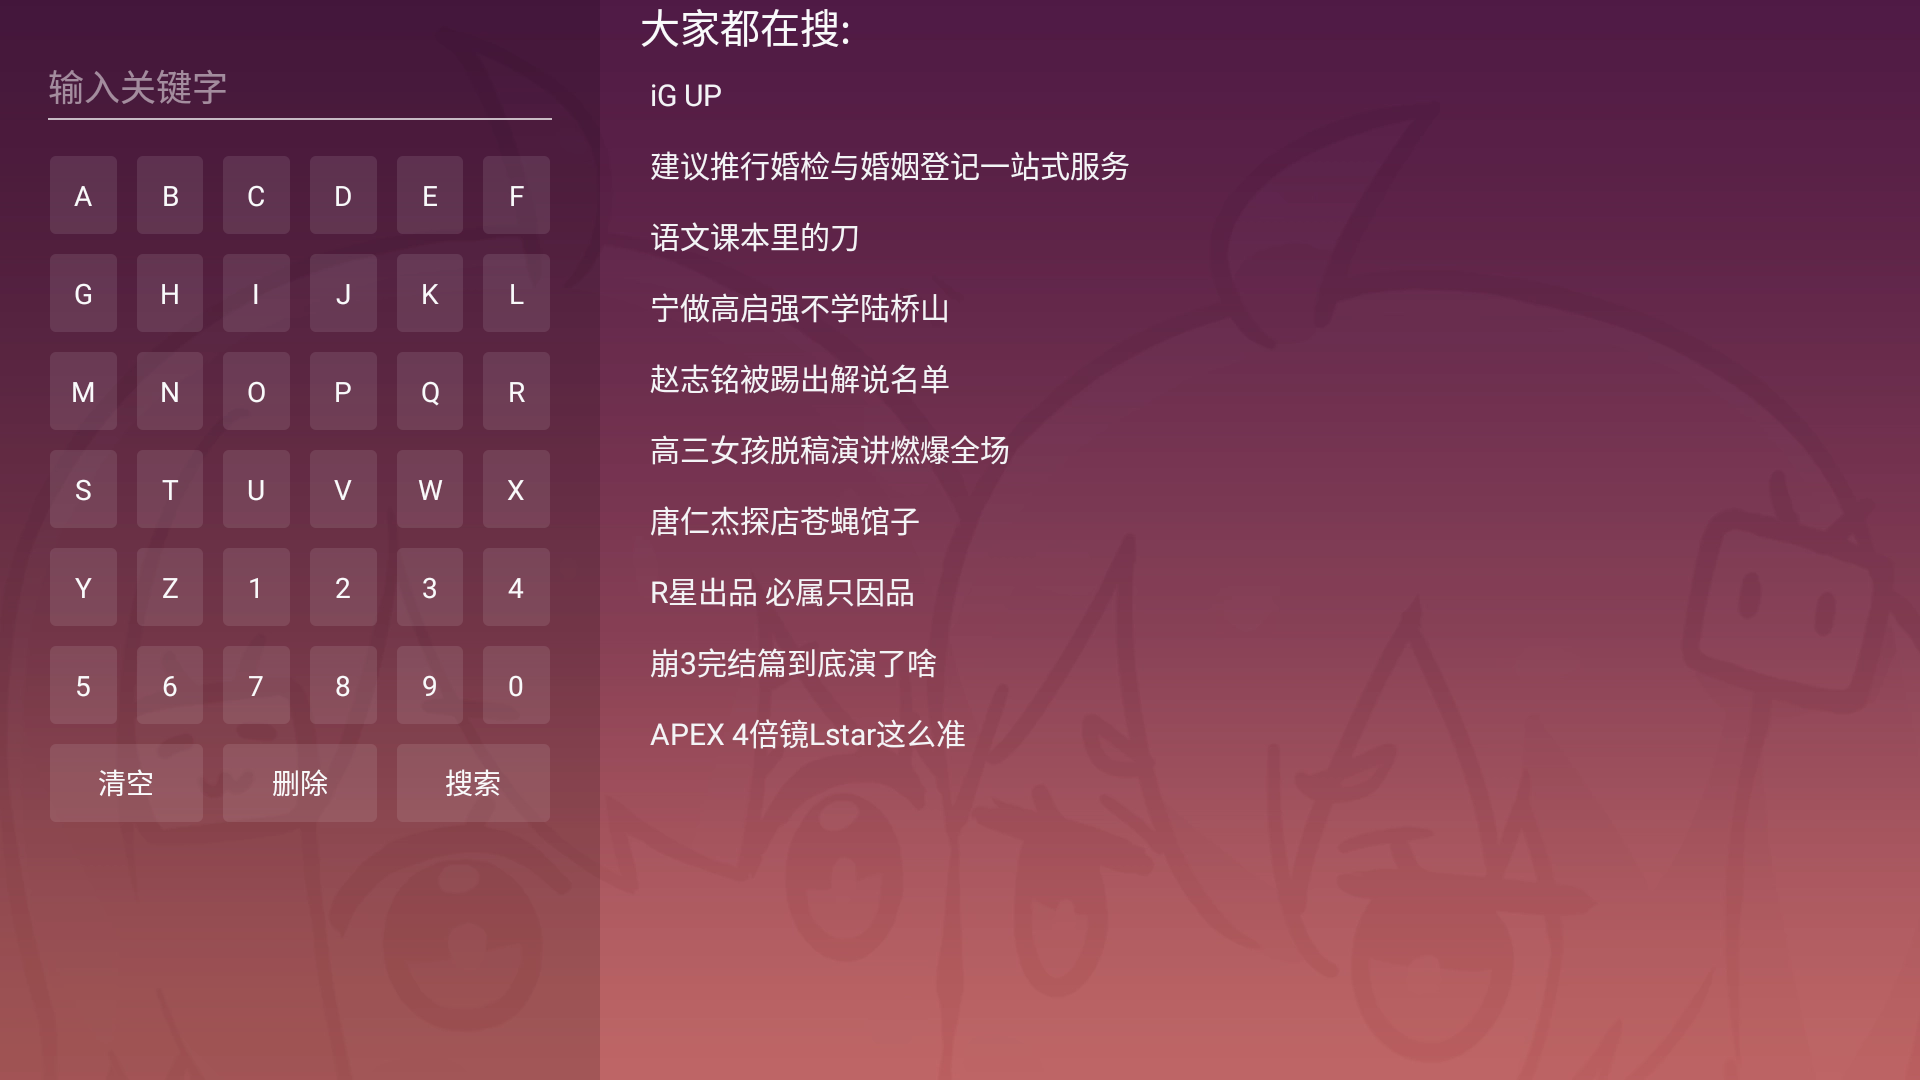 输入关键字
A B C D E F
G H I J K L
M N O P Q R
S T U V W X
Y Z 1 2 3 4
5 6 7 8 9 0
清空 删除 搜索
大家都在搜:
iG UP
建议推行婚检与婚姻登记一站式服务
语文课本里的刀
宁做高启强不学陆桥山
赵志铭被踢出解说名单
高三女孩脱稿演讲燃爆全场
唐仁杰探店苍蝇馆子
R星出品 必属只因品
崩3完结篇到底演了啥
APEX 4倍镜Lstar这么准